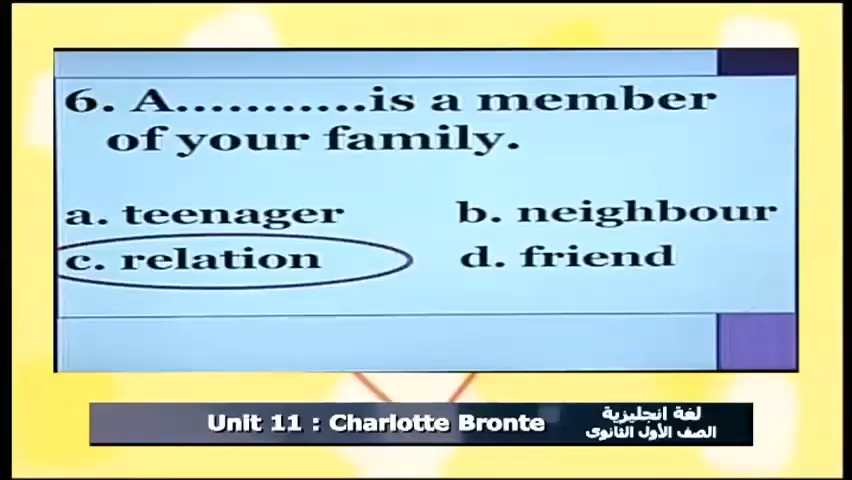 6. A...........is a member
of your family.
a. teenager
b. neighbour
c. relation
d. friend
Unit 11 : Charlotte Bronte
لغة انجليزية
الصف الأول الثانوى